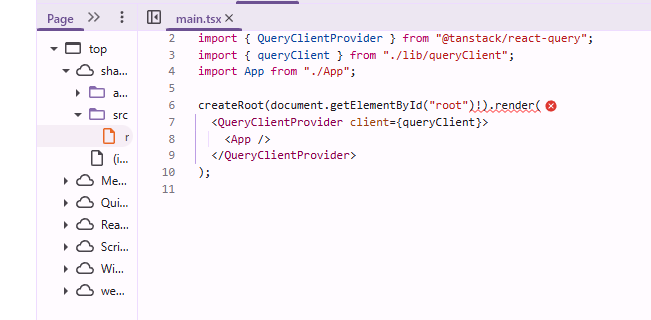 Page
main.tsx
top
sha...
a...
src
r
(i...
Me...
Qui...
Rea...
Scri...
Wi...
we...
2 import { QueryClientProvider } from "@tanstack/react-query";
3 import { queryClient } from "./lib/queryClient";
4 import App from "./App";
5
6 createRoot(document.getElementById("root")!).render(
7 <QueryClientProvider client={queryClient}>
8 <App />
9 </QueryClientProvider>
10 );
11